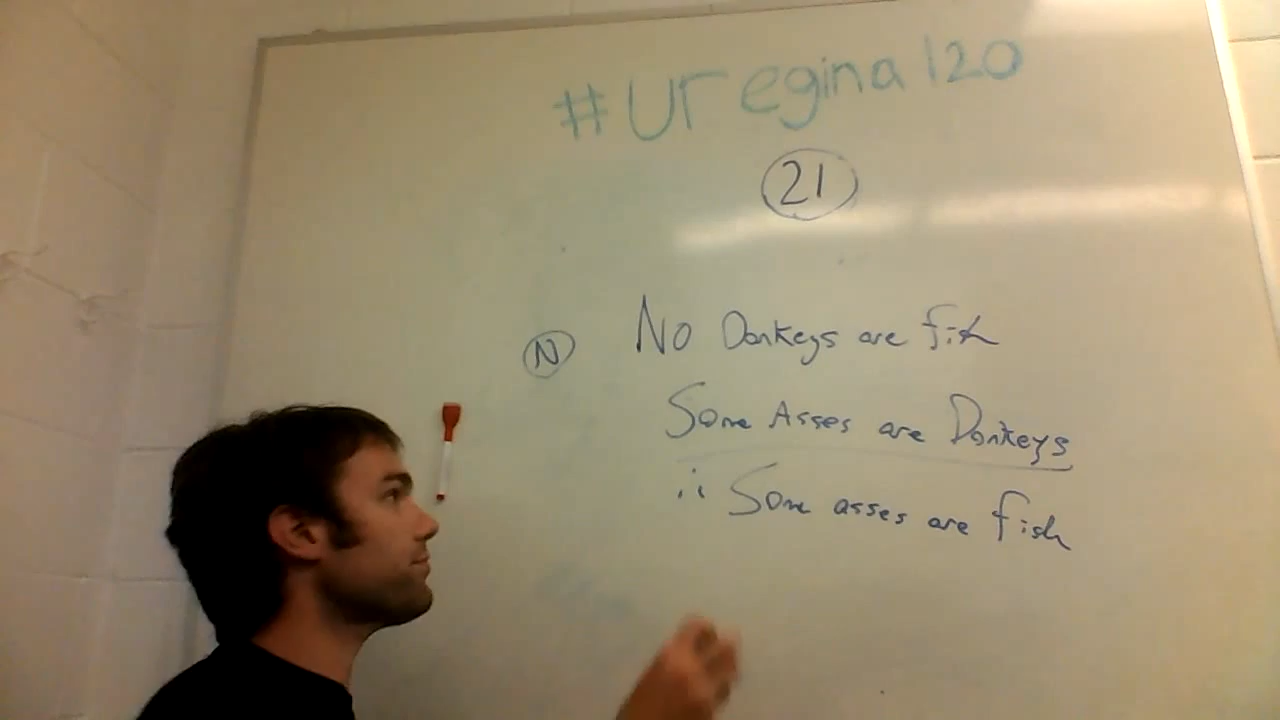 #Uregina120
21
N No Donkeys are fish
Some Asses are Donkeys
∴ Some asses are fish